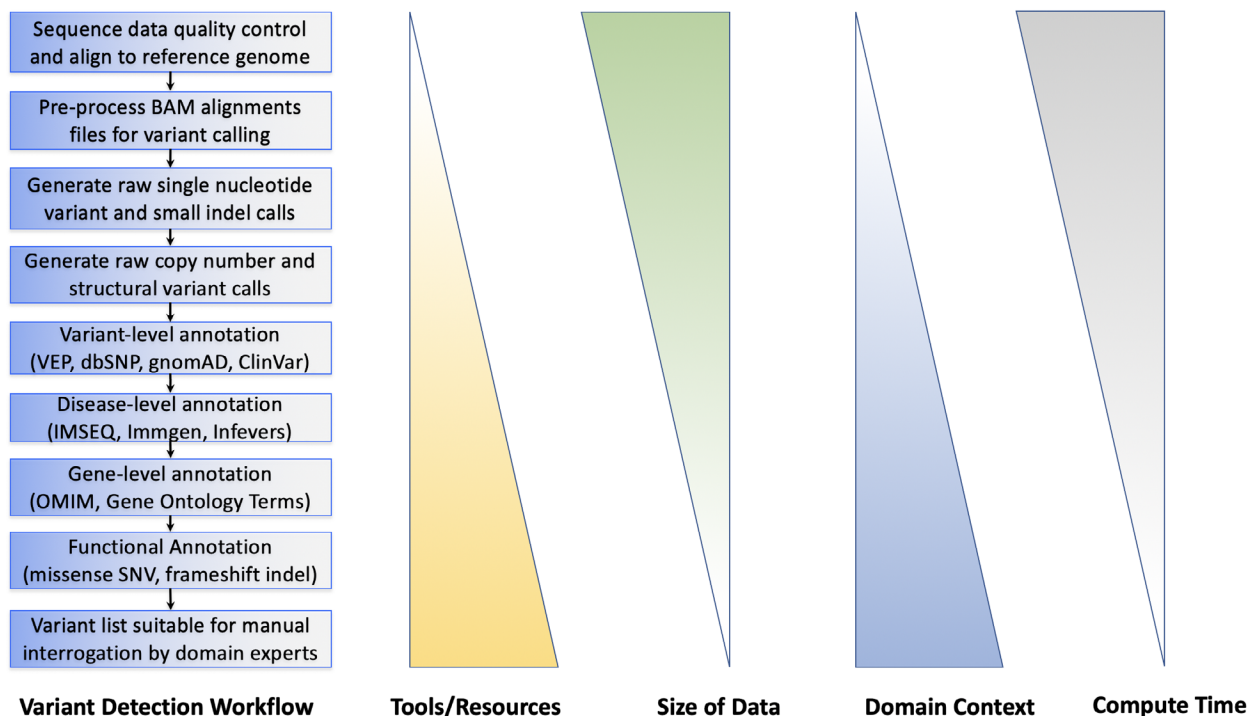 Sequence data quality control
and align to reference genome
Pre-process BAM alignments
files for variant calling
Generate raw single nucleotide
variant and small indel calls
Generate raw copy number and
structural variant calls
Variant-level annotation
(VEP, dbSNP, gnomAD, ClinVar)
Disease-level annotation
(IMSEQ, Immgen, Infevers)
Gene-level annotation
(OMIM, Gene Ontology Terms)
Functional Annotation
(missense SNV, frameshift indel)
Variant list suitable for manual
interrogation by domain experts
Variant Detection Workflow
Tools/Resources
Size of Data
Domain Context
Compute Time